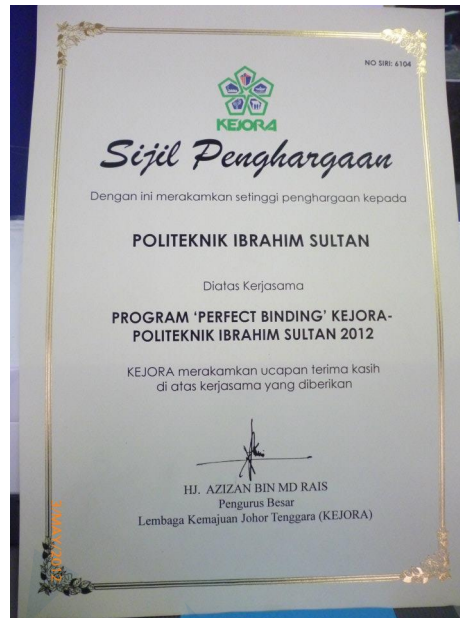 NO SIRI: 6104
KEJORA
Sijil Penghargaan
Dengan ini merakamkan setinggi penghargaan kepada
POLITEKNIK IBRAHIM SULTAN
Diatas Kerjasama
PROGRAM 'PERFECT BINDING' KEJORA-
POLITEKNIK IBRAHIM SULTAN 2012
KEJORA merakamkan ucapan terima kasih
di atas kerjasama yang diberikan
HJ. AZIZAN BIN MD RAIS
Pengurus Besar
Lembaga Kemajuan Johor Tenggara (KEJORA)